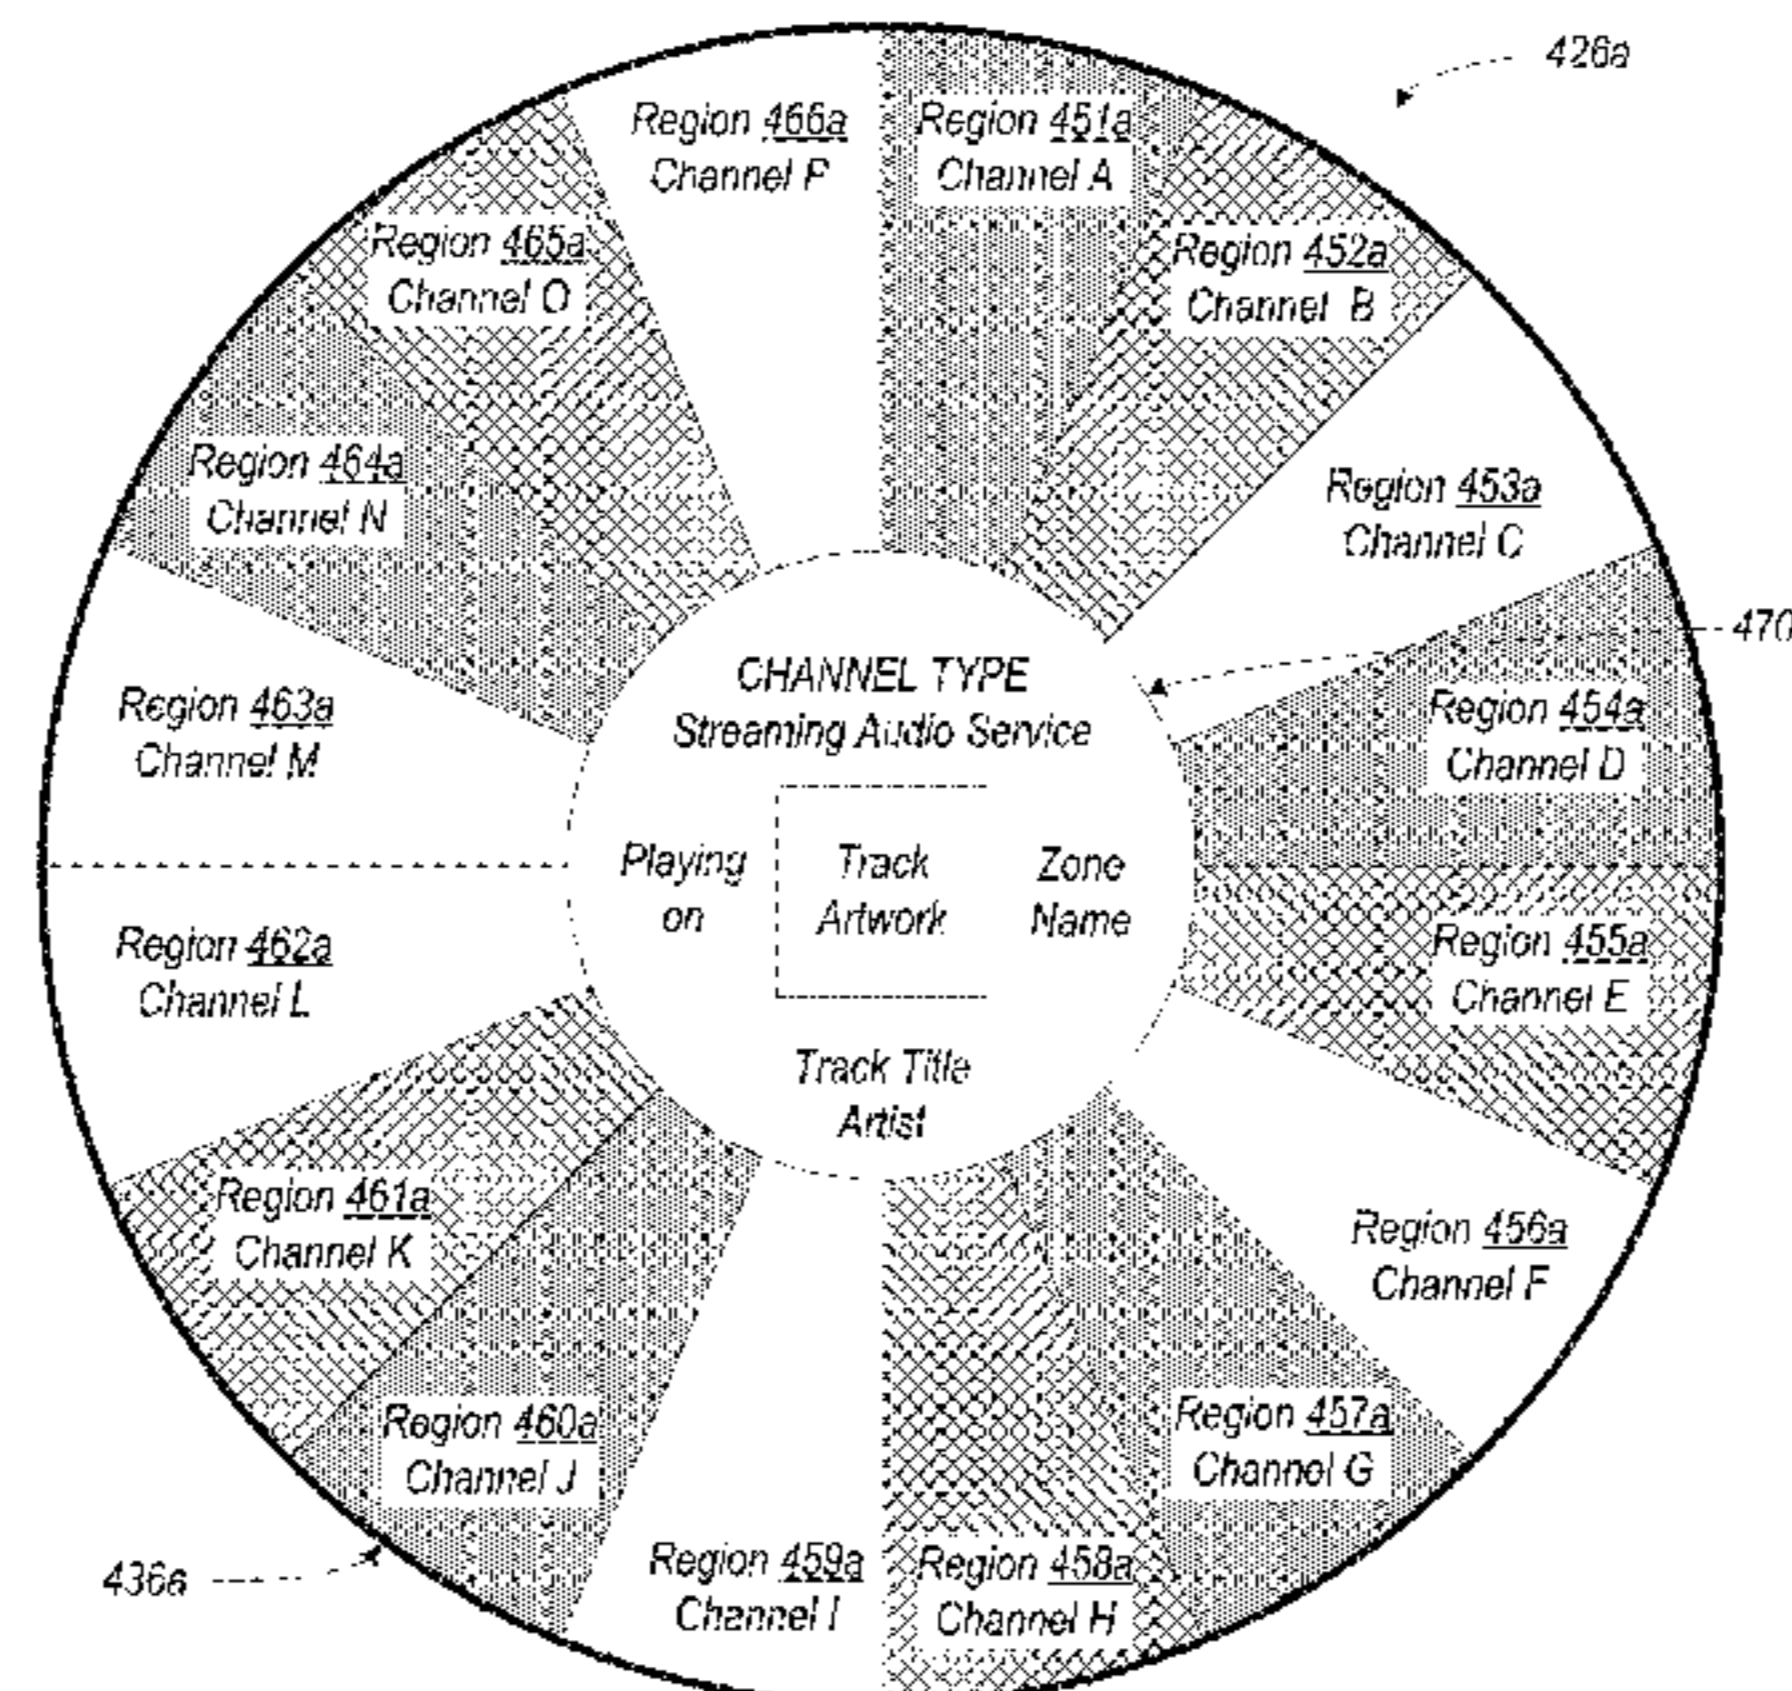 426a
Region 466a
Channel P
Region 451a
Channel A
Region 465a
Channel O
Region 452a
Channel B
Region 464a
Channel N
Region 453a
Channel C
470
Region 463a
Channel M
CHANNEL TYPE
Streaming Audio Service
Region 454a
Channel D
Playing
on
Track
Artwork
Zone
Name
Region 462a
Channel L
Region 455a
Channel E
Track Title
Artist
Region 461a
Channel K
Region 456a
Channel F
Region 460a
Channel J
Region 457a
Channel G
436a
Region 459a
Channel I
Region 458a
Channel H